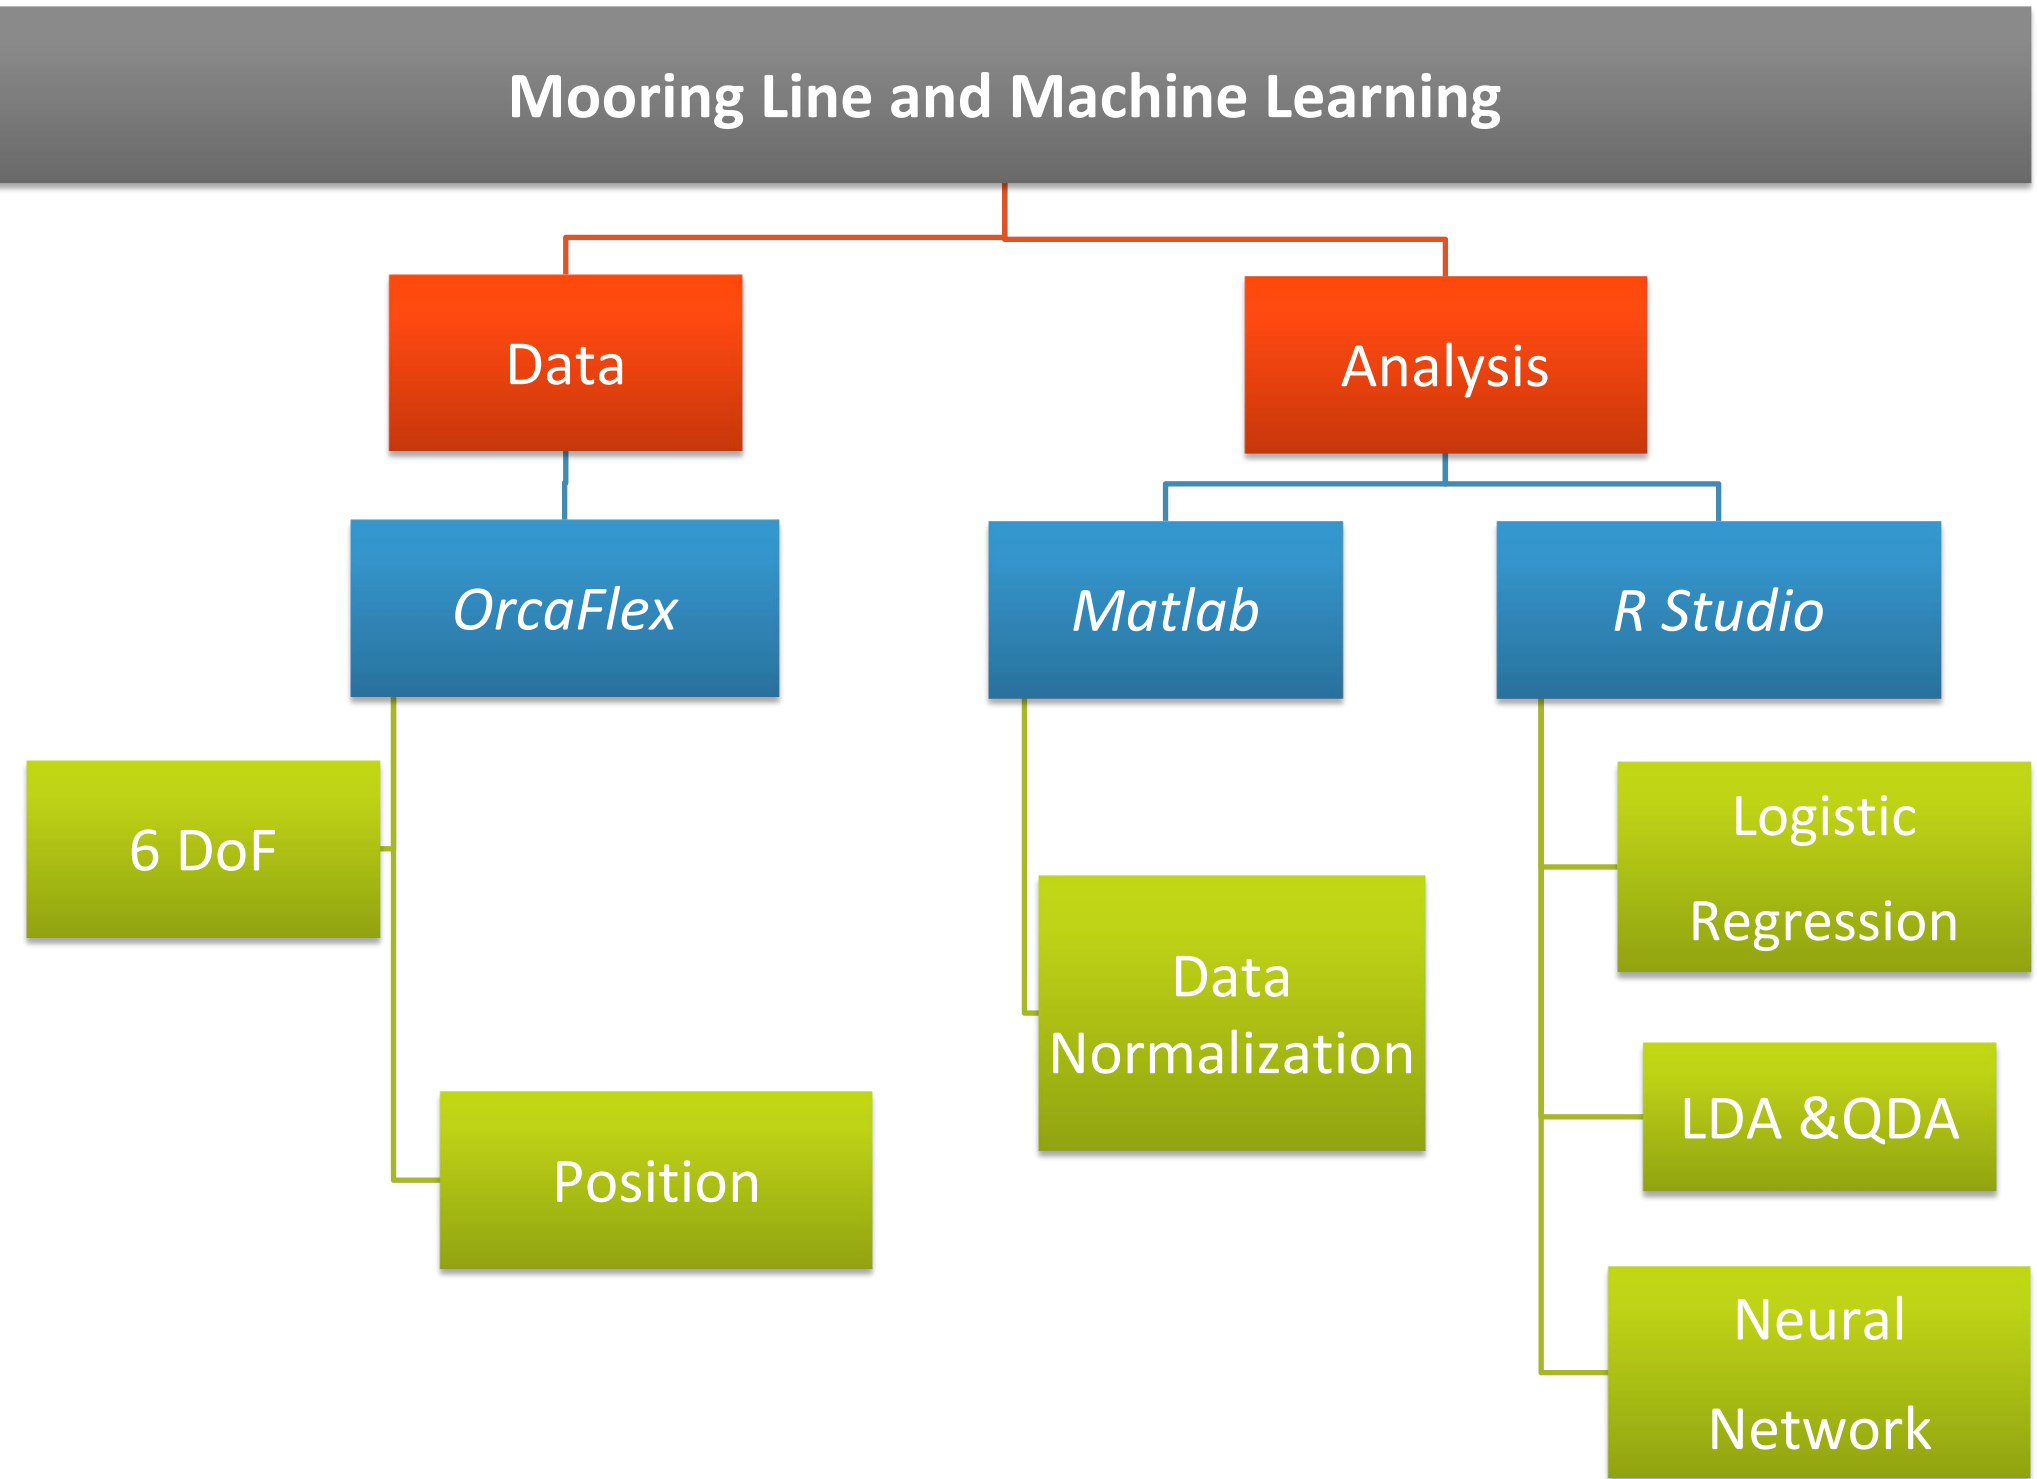 Mooring Line and Machine Learning
Data
Analysis
OrcaFlex
Matlab
R Studio
6 DoF
Position
Data
Normalization
Logistic
Regression
LDA &QDA
Neural
Network